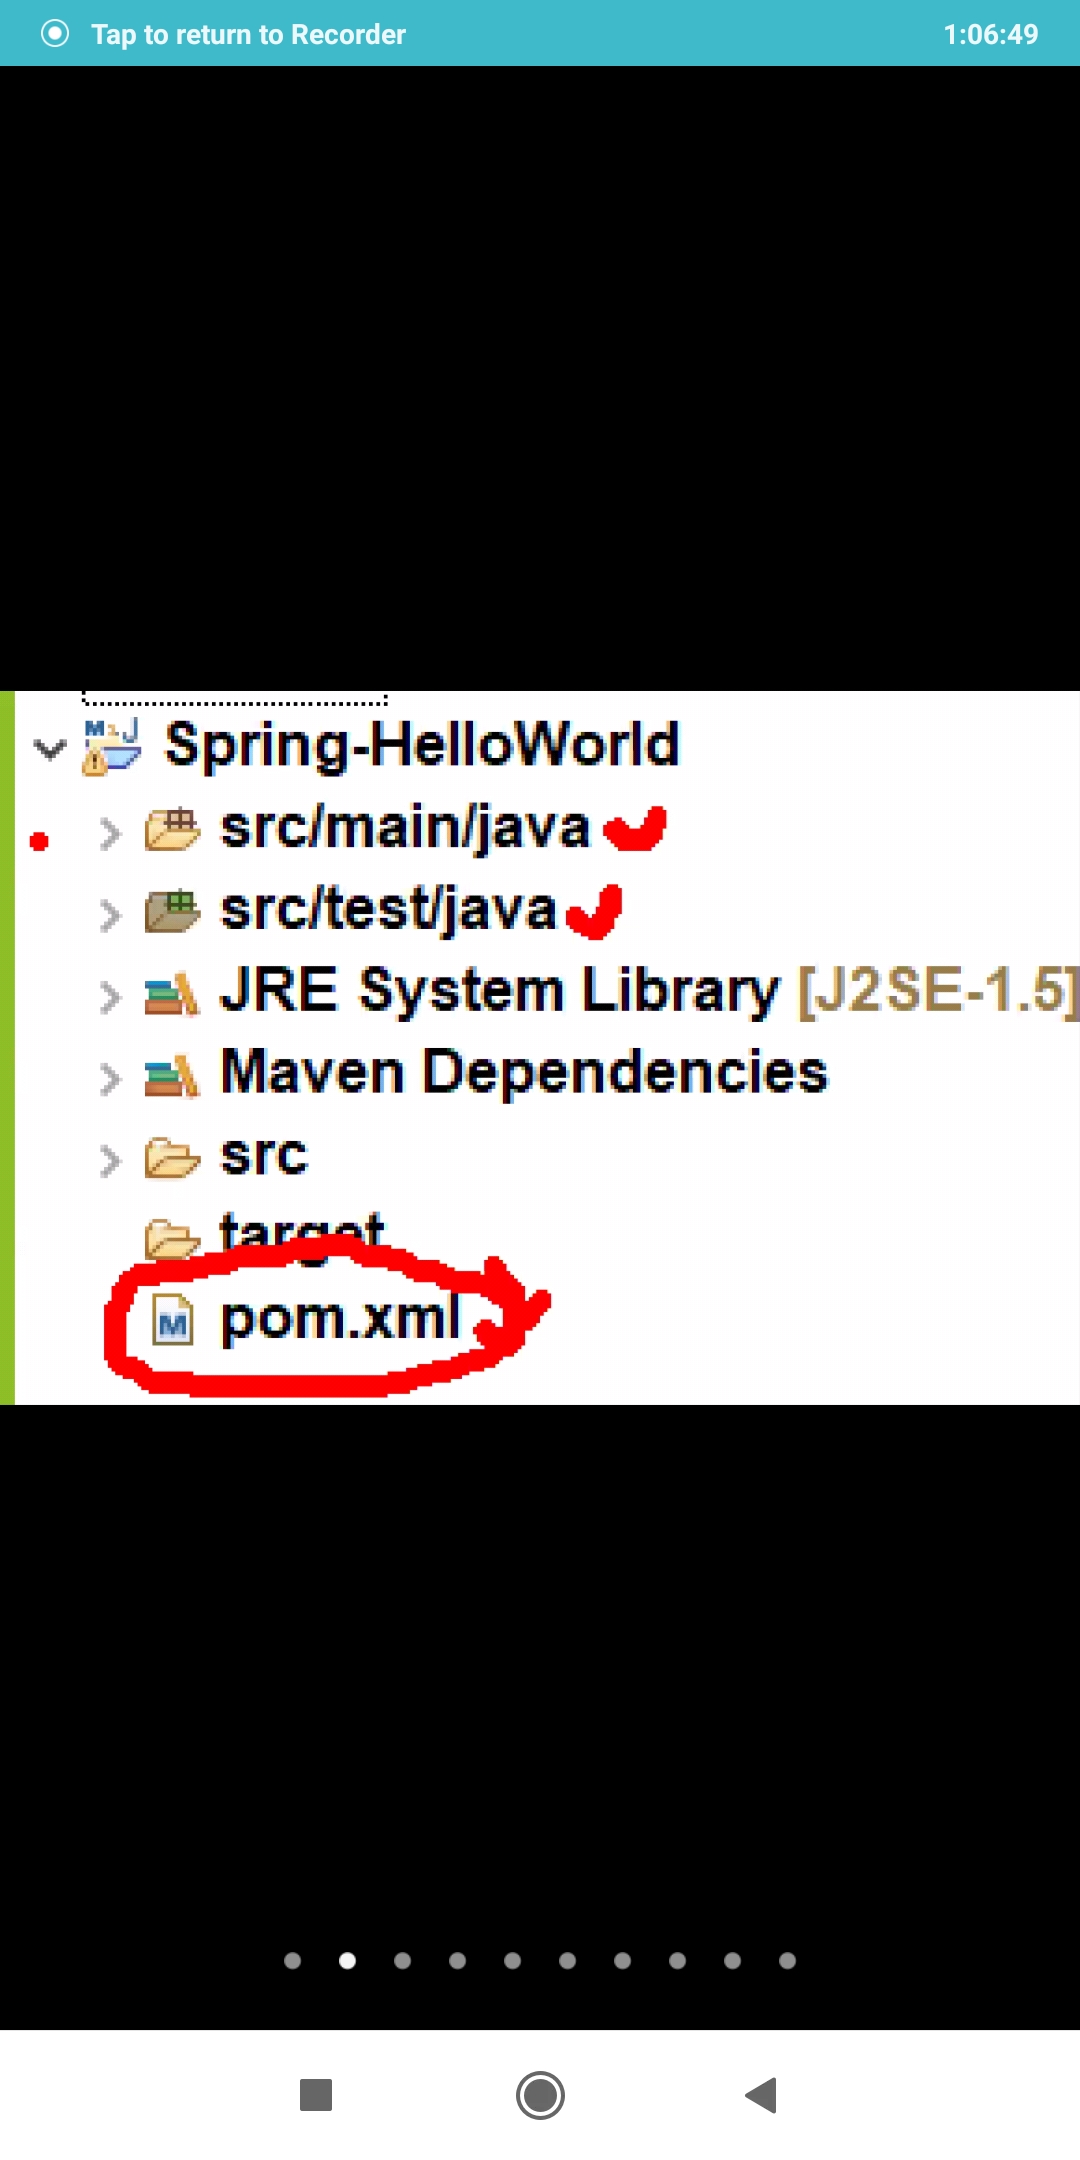 Tap to return to Recorder 1:06:49
Spring-HelloWorld
src/main/java
src/test/java
JRE System Library [J2SE-1.5]
Maven Dependencies
src
target
pom.xml